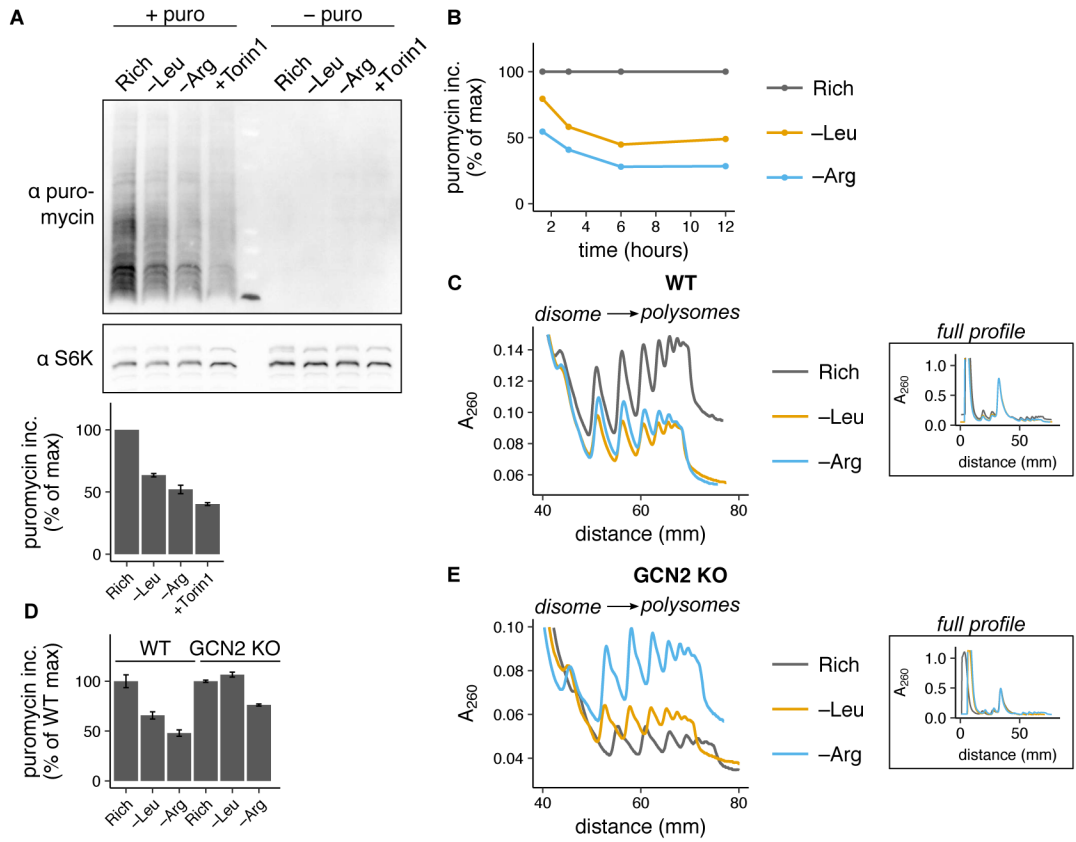 A
+ puro
– puro
Rich
–Leu
–Arg
+Torin1
Rich
–Leu
–Arg
+Torin1
α puro-
mycin
α S6K
puromycin inc.
(% of max)
100
50
0
Rich
–Leu
–Arg
+Torin1
B
puromycin inc.
(% of max)
100
50
0
2 4 6 8 10 12
time (hours)
Rich
–Leu
–Arg
C
WT
disome
polysomes
A260
0.14
0.12
0.10
0.08
0.06
40 60 80
distance (mm)
Rich
–Leu
–Arg
full profile
A260
1.0
0.5
0.0
0 50
distance (mm)
D
WT
GCN2 KO
puromycin inc.
(% of WT max)
100
50
0
Rich
–Leu
–Arg
Rich
–Leu
–Arg
E
GCN2 KO
disome
polysomes
A260
0.10
0.08
0.06
0.04
40 60 80
distance (mm)
Rich
–Leu
–Arg
full profile
A260
1.0
0.5
0.0
0 50
distance (mm)